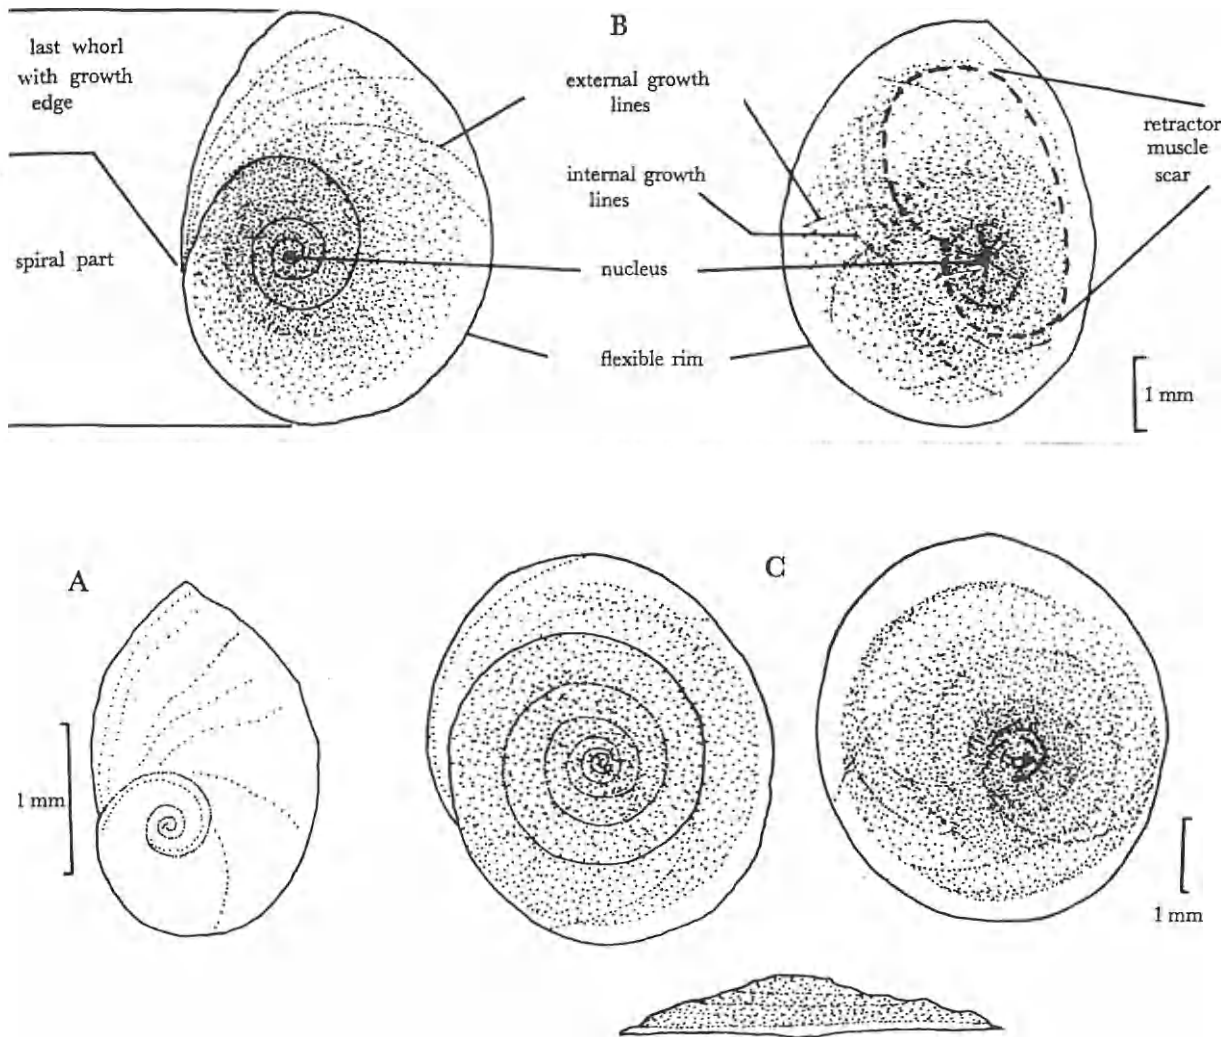 B
last whorl
with growth
edge
external growth
lines
retractor
muscle
scar
internal growth
lines
spiral part
nucleus
flexible rim
1 mm
A
C
1 mm
1 mm